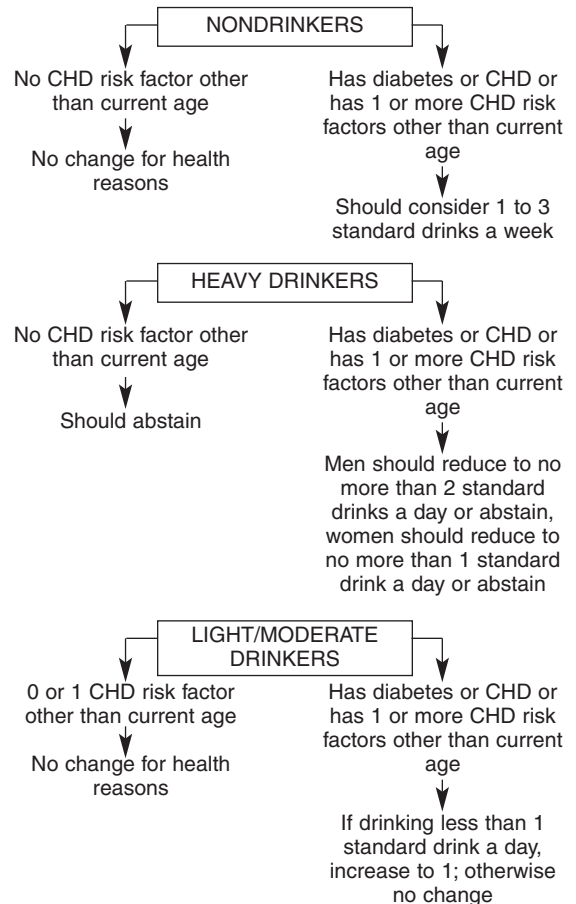 NONDRINKERS
No CHD risk factor other
than current age
No change for health
reasons
Has diabetes or CHD or
has 1 or more CHD risk
factors other than current
age
Should consider 1 to 3
standard drinks a week
HEAVY DRINKERS
No CHD risk factor other
than current age
Should abstain
Has diabetes or CHD or
has 1 or more CHD risk
factors other than current
age
Men should reduce to no
more than 2 standard
drinks a day or abstain,
women should reduce to
no more than 1 standard
drink a day or abstain
LIGHT/MODERATE
DRINKERS
0 or 1 CHD risk factor
other than current age
No change for health
reasons
Has diabetes or CHD or
has 1 or more CHD risk
factors other than current
age
If drinking less than 1
standard drink a day,
increase to 1; otherwise
no change